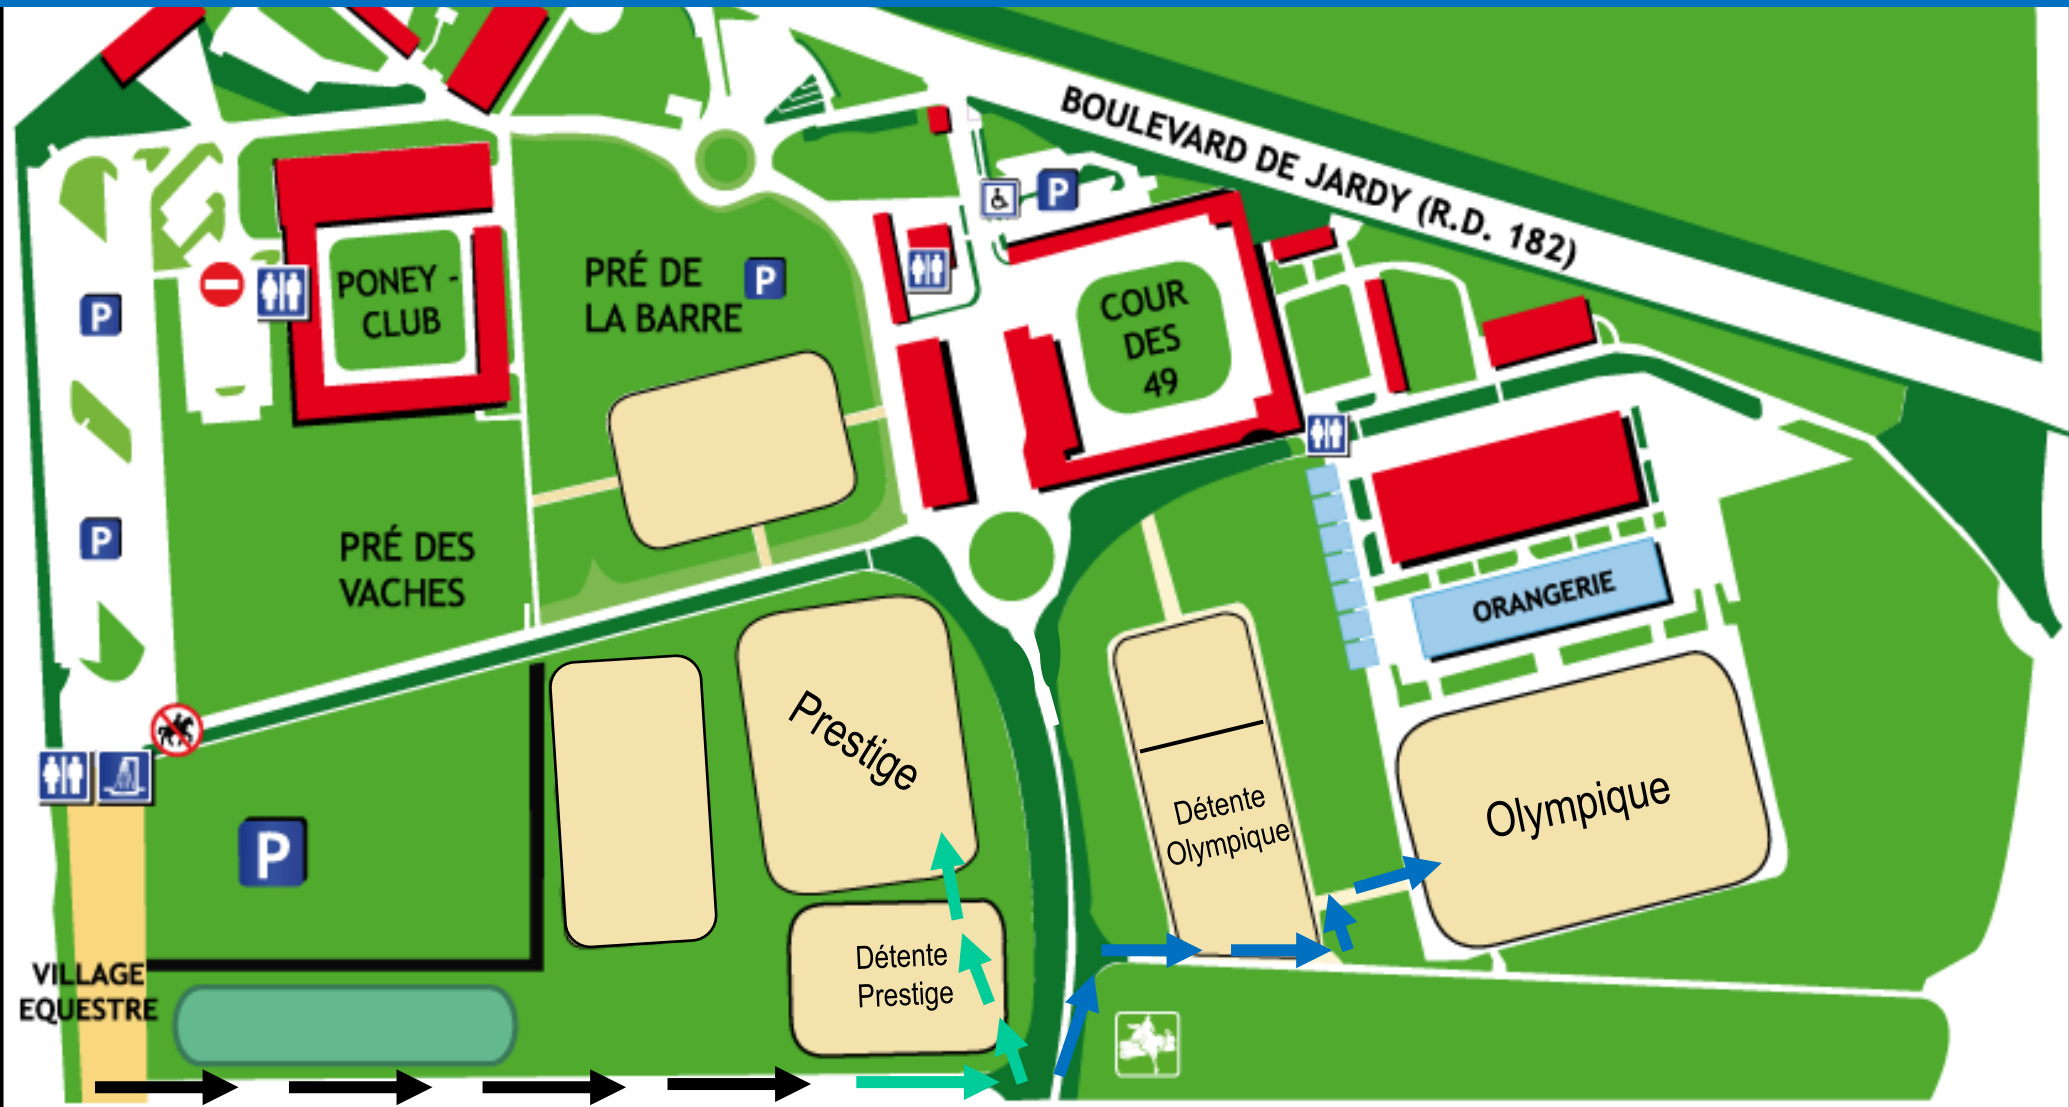 BOULEVARD DE JARDY (R.D. 182)
P
PONEY -
CLUB
PRÉ DE
LA BARRE
P
COUR
DES
49
P
P
PRÉ DES
VACHES
ORANGERIE
Prestige
Détente
Olympique
Olympique
P
Détente
Prestige
VILLAGE
EQUESTRE